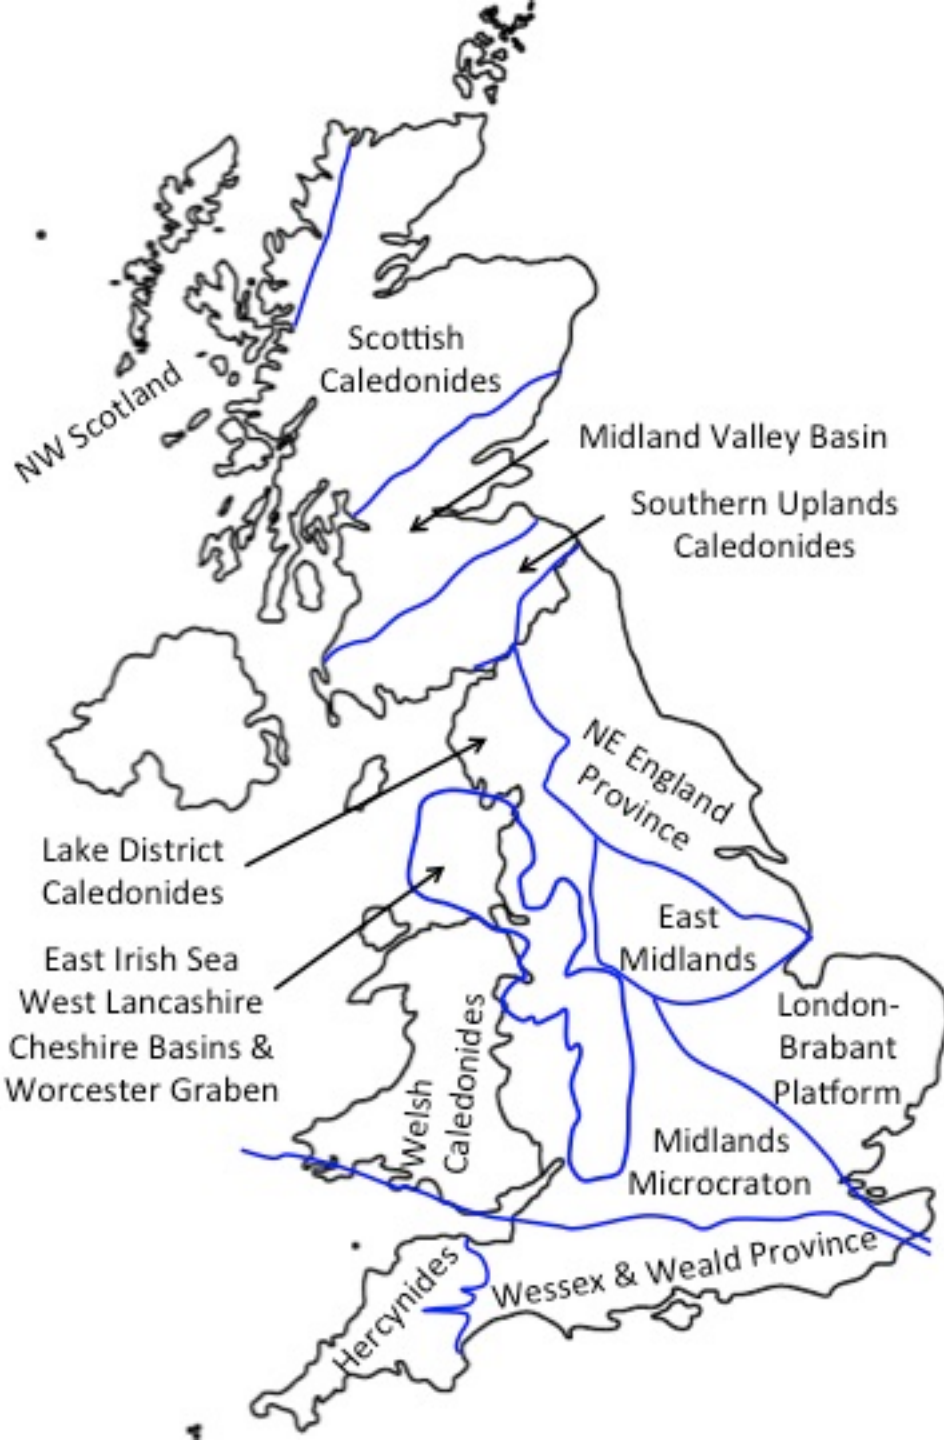 Scottish
Caledonides
NW Scotland
Midland Valley Basin
Southern Uplands
Caledonides
NE England
Province
Lake District
Caledonides
East
Midlands
East Irish Sea
West Lancashire
Cheshire Basins &
Worcester Graben
London-
Brabant
Platform
Welsh
Caledonides
Midlands
Microcraton
Wessex & Weald Province
Hercynides